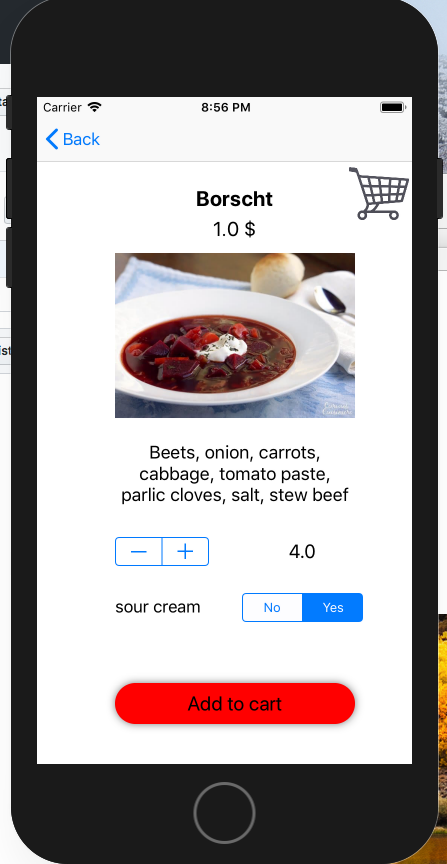 Carrier 8:56 PM
Back
Borscht
1.0 $
Beets, onion, carrots,
cabbage, tomato paste,
parlic cloves, salt, stew beef
4.0
sour cream No Yes
Add to cart